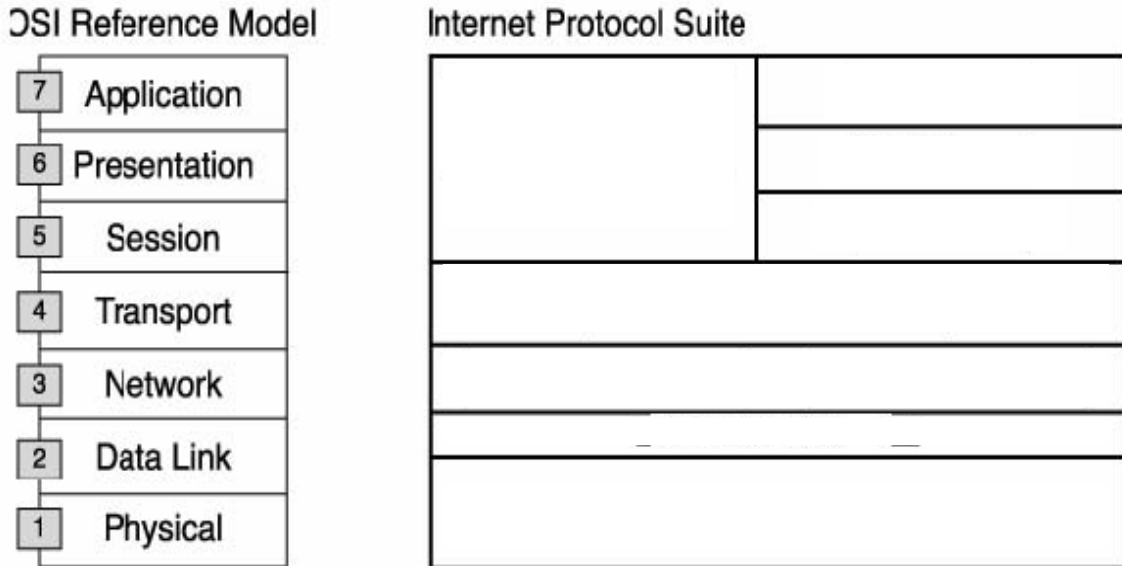 OSI Reference Model
Internet Protocol Suite
7 Application
6 Presentation
5 Session
4 Transport
3 Network
2 Data Link
1 Physical